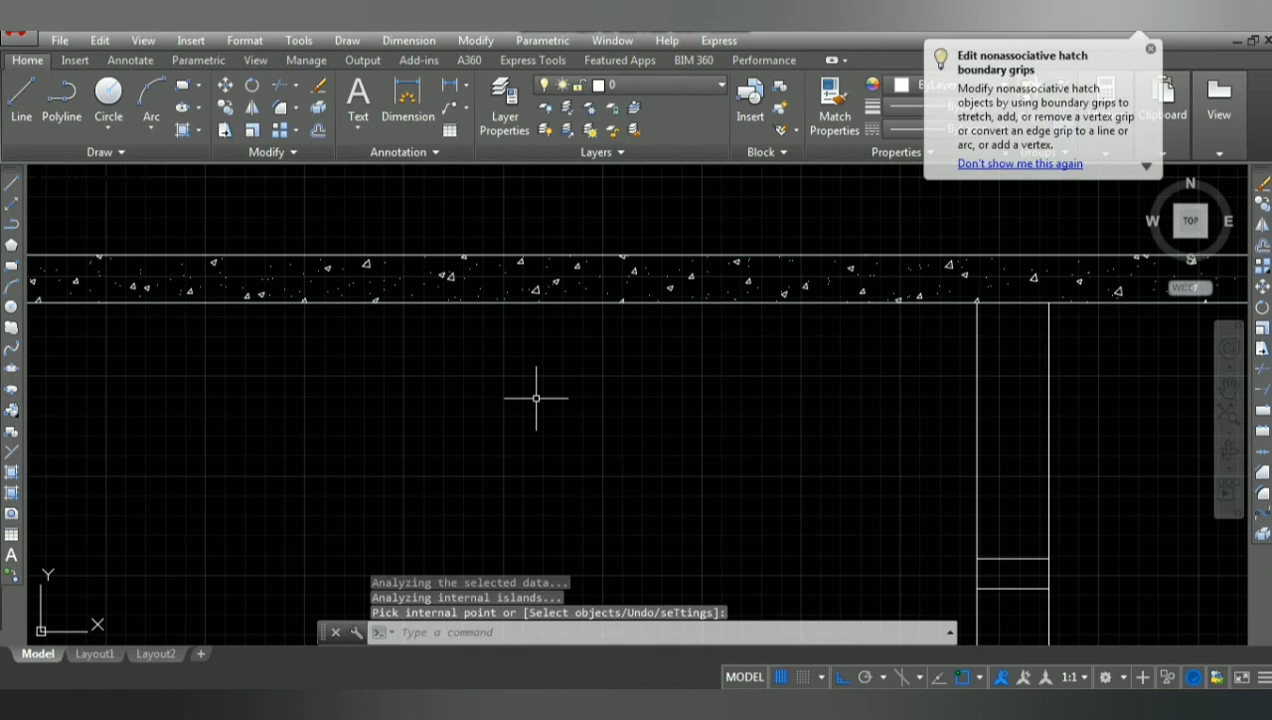 File Edit View Insert Format Tools Draw Dimension Modify Parametric Window Help Express
Home Insert Annotate Parametric View Manage Output Add-ins A360 Express Tools Featured Apps BIM 360 Performance
Edit nonassociative hatch
boundary grips
Modify nonassociative hatch
objects by using boundary grips to
stretch, add, or remove a vertex grip
or convert an edge grip to a line or
arc, or add a vertex.
Don't show me this again
0
Line Polyline Circle Arc Text Dimension Insert Clipboard View
Layer
Properties
Match
Properties
Draw Modify Annotation Layers Block Properties
N
W TOP E
S
Analyzing the selected data...
Analyzing internal islands...
Pick internal point or [Select objects/Undo/seTtings]:
Type a command
Y
X
A
Model Layout1 Layout2 +
MODEL 1:1